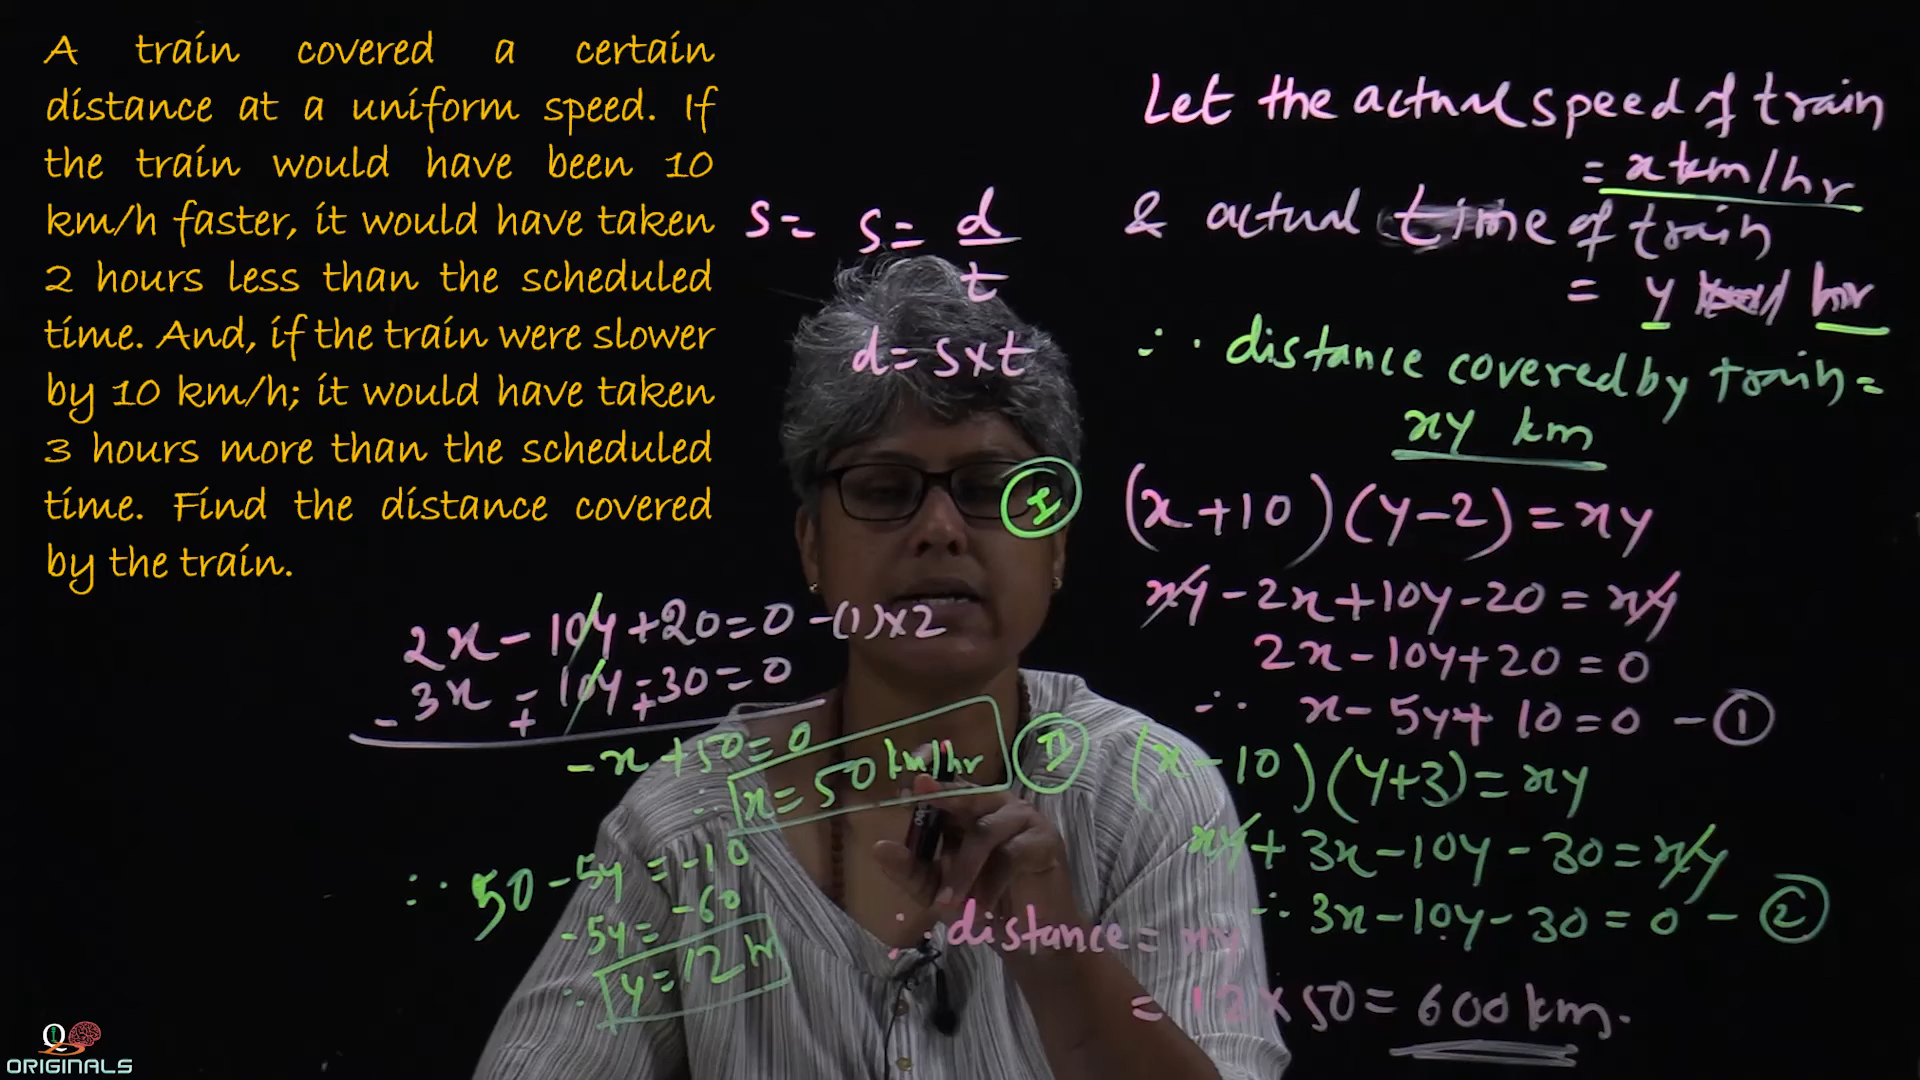 A train covered a certain
distance at a uniform speed. If
the train would have been 10
km/h faster, it would have taken
2 hours less than the scheduled
time. And, if the train were slower
by 10 km/h; it would have taken
3 hours more than the scheduled
time. Find the distance covered
by the train.
S = S = d/t
d = s x t
Let the actual speed of train
= x km/hr
& actual time of train
= y hr
∴ distance covered by train =
xy km
I (x + 10) (y - 2) = xy
xy - 2x + 10y - 20 = xy
2x - 10y + 20 = 0
∴ x - 5y + 10 = 0 - ①
II (x - 10) (y + 3) = xy
xy + 3x - 10y - 30 = xy
∴ 3x - 10y - 30 = 0 - ②
2x - 10y + 20 = 0 - (1) x 2
3x - 10y - 30 = 0
- + +
-x + 50 = 0
∴ x = 50 km/hr
∴ 50 - 5y = -10
-5y = -60
∴ y = 12 hr
∴ distance = xy
= 12 x 50 = 600 km.
ORIGINALS